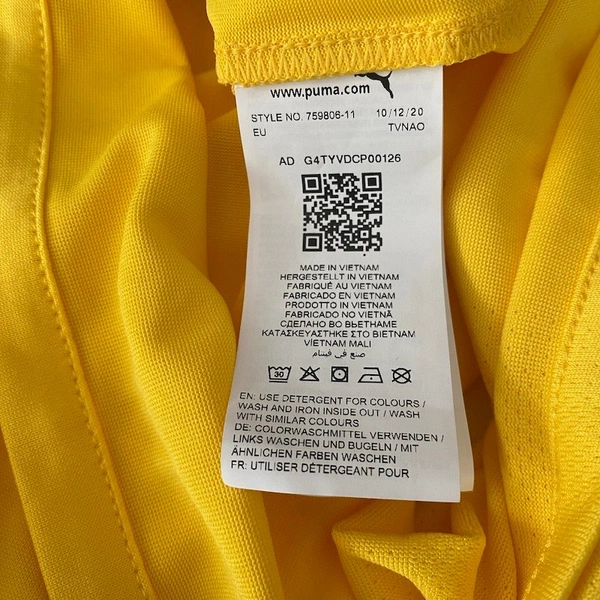 www.puma.com
STYLE NO. 759806-11 10/12/20
EU TVNAO
AD G4TYVDCP00126
MADE IN VIETNAM
HERGESTELLT IN VIETNAM
FABRIQUÉ AU VIETNAM
FABRICADO EN VIETNAM
PRODOTTO IN VIETNAM
FABRICADO NO VIETNÃ
СДЕЛАНО ВО ВЬЕТНАМЕ
ΚΑΤΑΣΚΕΥΑΣΤΗΚΕ ΣΤΟ ΒΙΕΤΝΑΜ
VİETNAM MALI
صنع في فيتنام
30
EN: USE DETERGENT FOR COLOURS /
WASH AND IRON INSIDE OUT / WASH
WITH SIMILAR COLOURS
DE: COLORWASCHMITTEL VERWENDEN /
LINKS WASCHEN UND BUGELN / MIT
ÄHNLICHEN FARBEN WASCHEN
FR: UTILISER DÉTERGEANT POUR